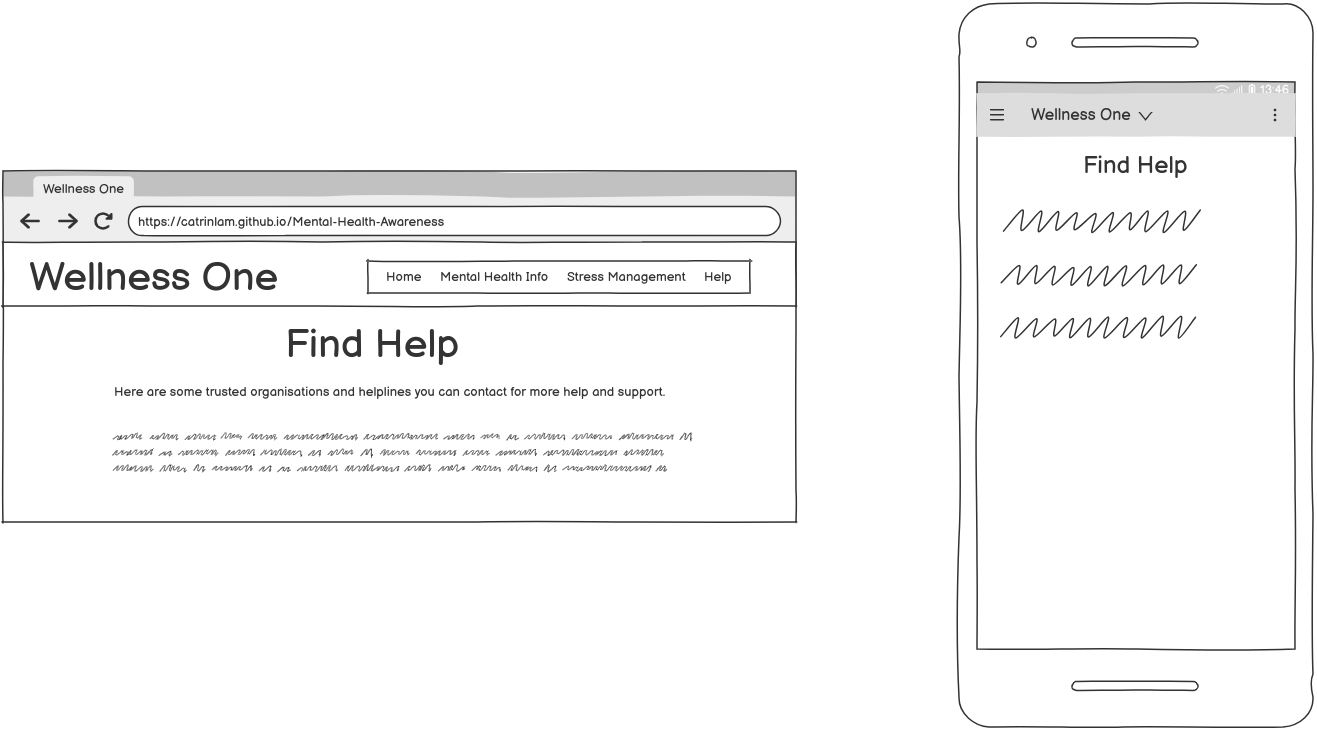 Wellness One
https://catrinlam.github.io/Mental-Health-Awareness
Wellness One
Home Mental Health Info Stress Management Help
Find Help
Here are some trusted organisations and helplines you can contact for more help and support.
13:46
Wellness One
Find Help